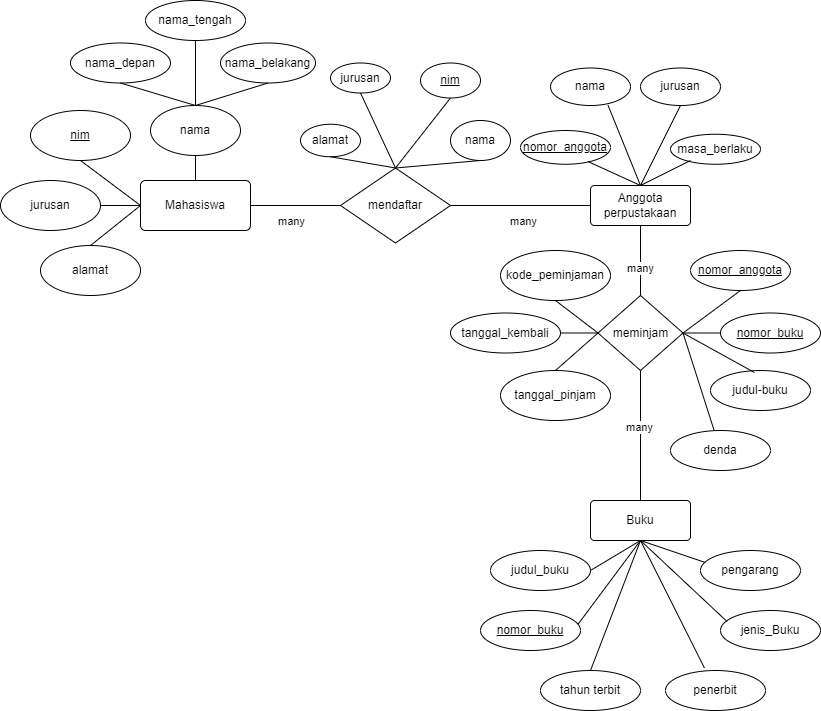 nama_tengah
nama_depan
nama_belakang
nama
nim
jurusan
alamat
Mahasiswa
many
jurusan
nim
alamat
nama
mendaftar
many
nama
jurusan
nomor_anggota
masa_berlaku
Anggota
perpustakaan
many
kode_peminjaman
nomor_anggota
tanggal_kembali
meminjam
nomor_buku
judul-buku
tanggal_pinjam
many
denda
Buku
judul_buku
pengarang
nomor_buku
jenis_Buku
tahun terbit
penerbit